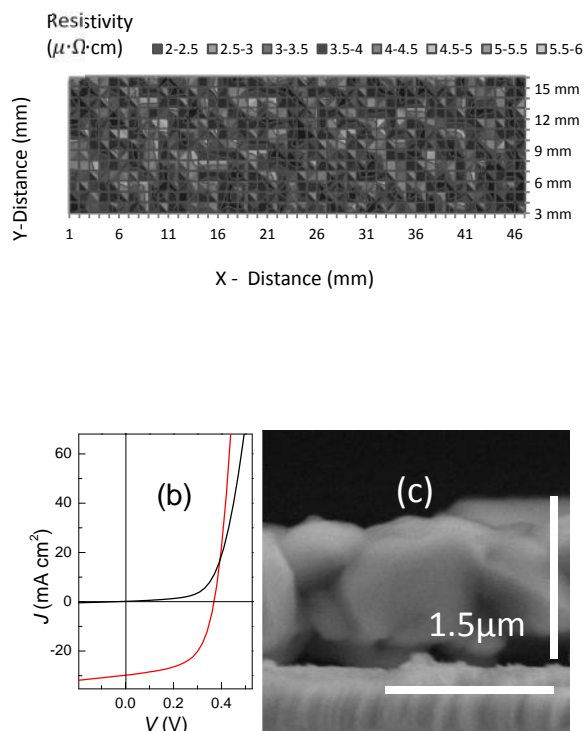 Resistivity
(μ·Ω·cm) 2-2.5 2.5-3 3-3.5 3.5-4 4-4.5 4.5-5 5-5.5 5.5-6
Y-Distance (mm)
15 mm
12 mm
9 mm
6 mm
3 mm
1 6 11 16 21 26 31 36 41 46
X - Distance (mm)
60
40
20
0
-20
J (mA cm²)
(b)
0.0 0.2 0.4
V (V)
(c)
1.5μm